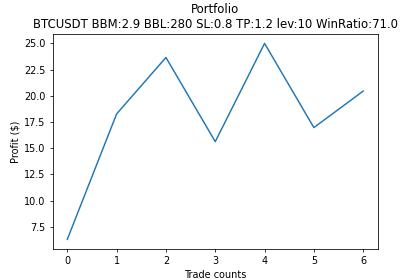 Portfolio
BTCUSDT BBM:2.9 BBL:280 SL:0.8 TP:1.2 lev:10 WinRatio:71.0
25.0
22.5
20.0
17.5
15.0
12.5
10.0
7.5
Profit ($)
0 1 2 3 4 5 6
Trade counts